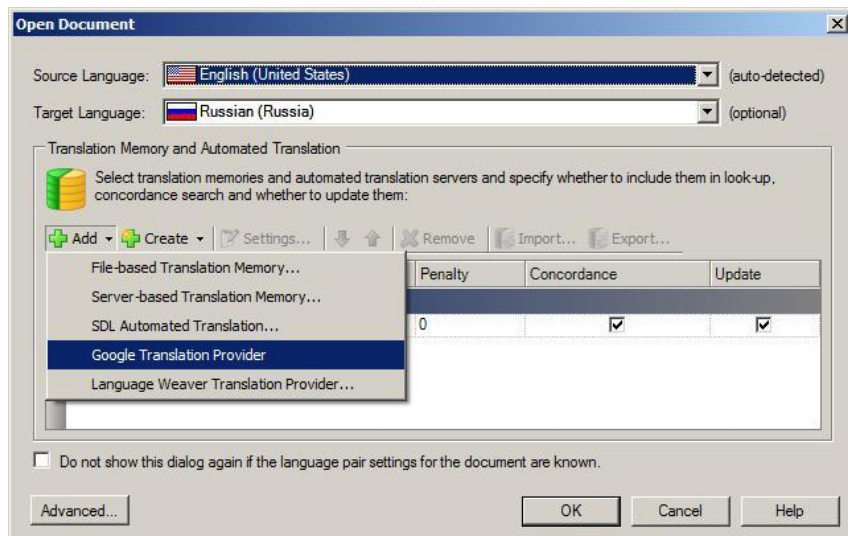 Open Document
Source Language: English (United States) (auto-detected)
Target Language: Russian (Russia) (optional)
Translation Memory and Automated Translation
Select translation memories and automated translation servers and specify whether to include them in look-up,
concordance search and whether to update them:
Add Create Settings... Remove Import... Export...
File-based Translation Memory...
Server-based Translation Memory...
SDL Automated Translation...
Google Translation Provider
Language Weaver Translation Provider...
Penalty Concordance Update
0
Do not show this dialog again if the language pair settings for the document are known.
Advanced... OK Cancel Help